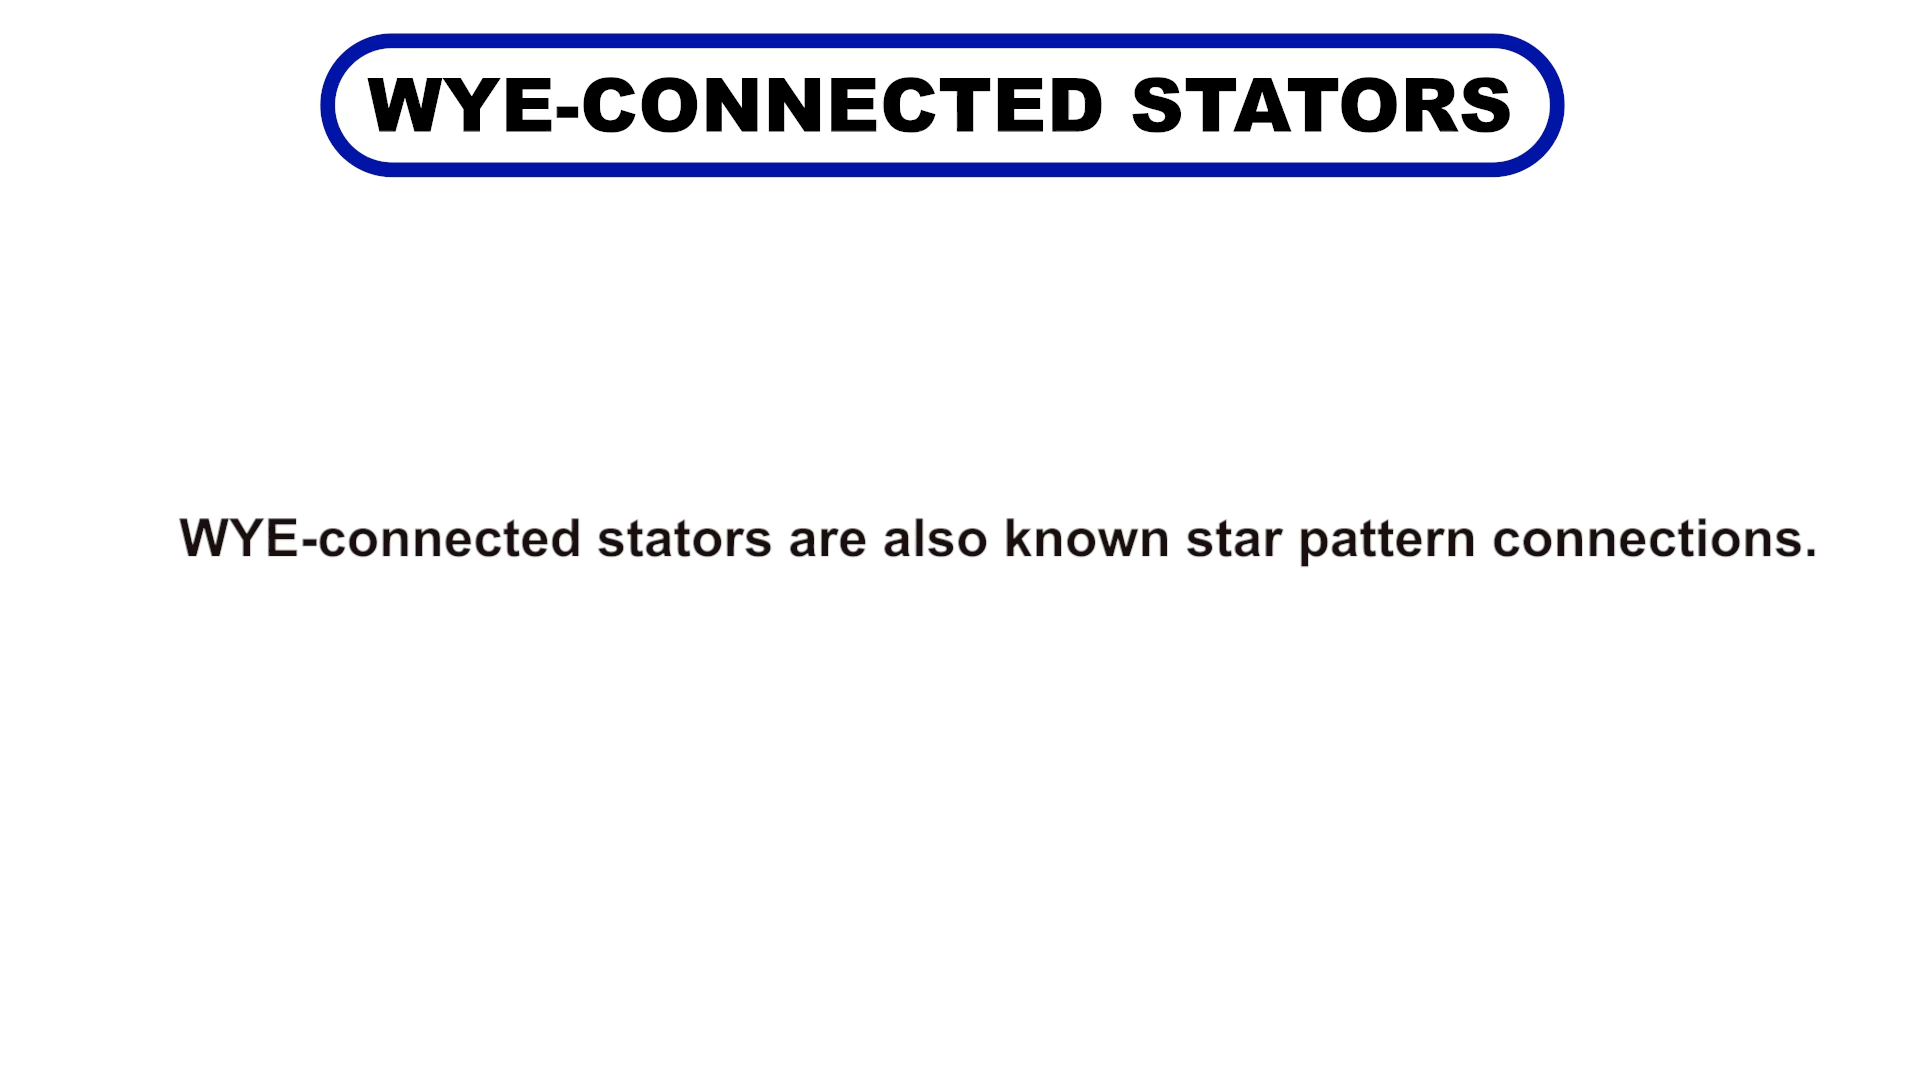 WYE-CONNECTED STATORS
WYE-connected stators are also known star pattern connections.